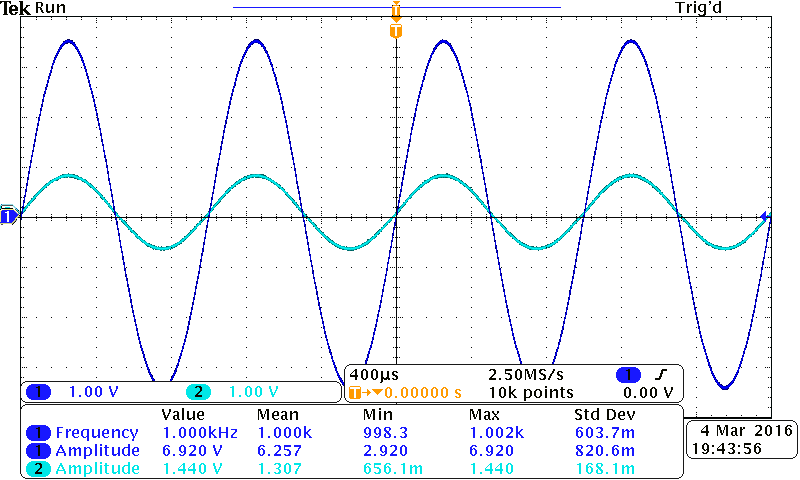 Tek Run Trig'd
T
T
1
1 1.00 V 2 1.00 V
400µs 2.50MS/s 1
T→▼0.00000 s 10k points 0.00 V
Value Mean Min Max Std Dev
1 Frequency 1.000kHz 1.000k 998.3 1.002k 603.7m
1 Amplitude 6.920 V 6.257 2.920 6.920 820.6m
2 Amplitude 1.440 V 1.307 656.1m 1.440 168.1m
4 Mar 2016
19:43:56